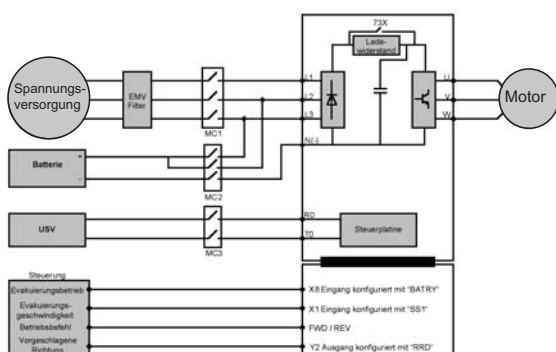 73X
Lade-
widerstand
Spannungs-
versorgung
EMV
Filter
L1
L2
L3
N(-)
U
V
W
Motor
MC1
Batterie
+
-
MC2
USV
R0
T0
Steuerplatine
MC3
Steuerung
Evakuierungsbetrieb
X8 Eingang konfiguriert mit "BATRY"
Evakuierungs-
geschwindigkeit
X1 Eingang konfiguriert mit "SS1"
Betriebsbefehl
FWD / REV
Vorgeschlagene
Richtung
Y2 Ausgang konfiguriert mit "RRD"